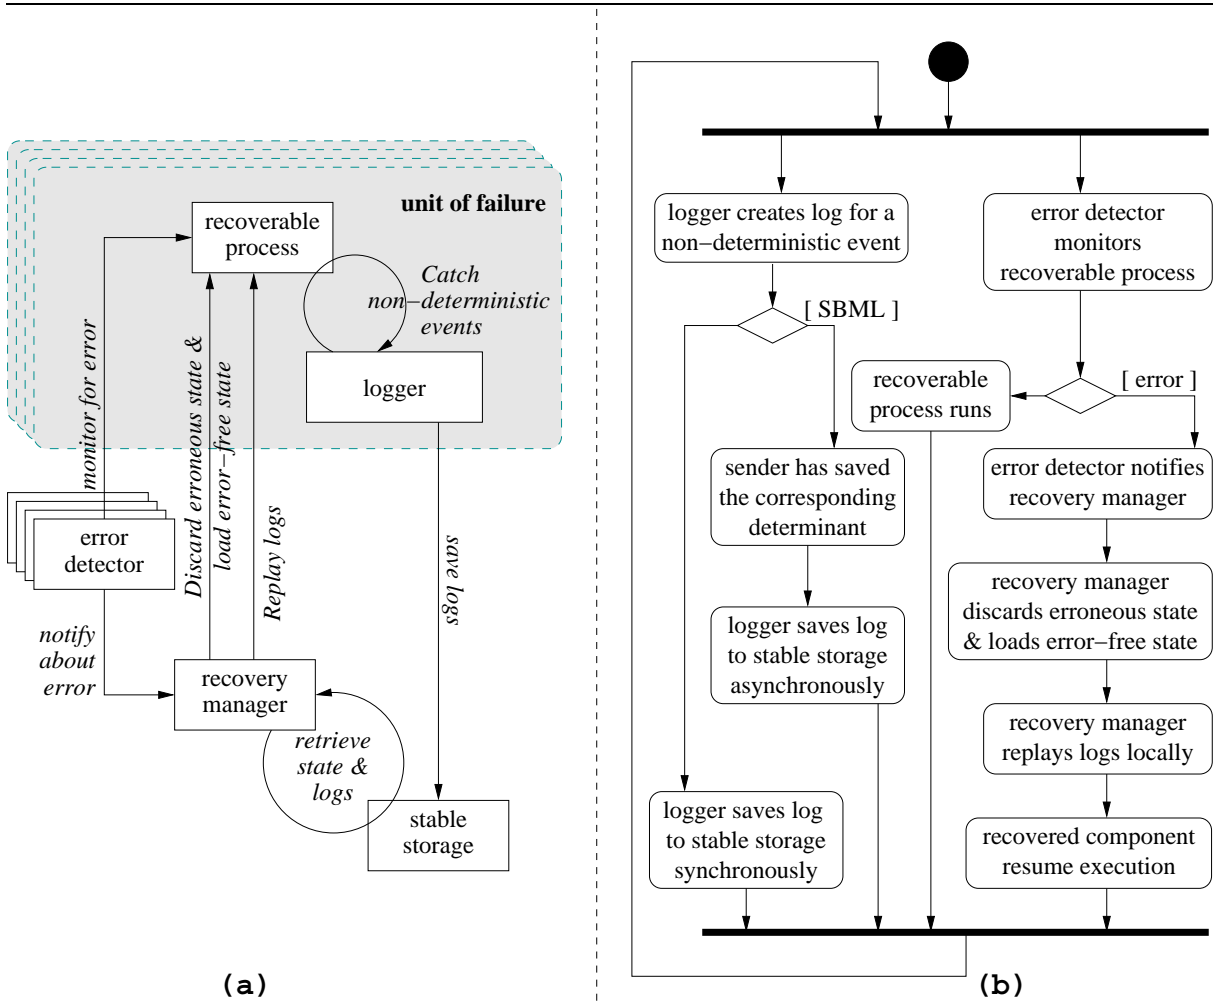 unit of failure
recoverable
process
Catch
non−deterministic
events
logger
monitor for error
Discard erroneous state &
load error−free state
Replay logs
save logs
error
detector
notify
about
error
recovery
manager
retrieve
state &
logs
stable
storage
(a)
logger creates log for a
non−deterministic event
error detector
monitors
recoverable process
[ SBML ]
recoverable
process runs
[ error ]
sender has saved
the corresponding
determinant
error detector notifies
recovery manager
logger saves log
to stable storage
asynchronously
recovery manager
discards erroneous state
& loads error−free state
recovery manager
replays logs locally
logger saves log
to stable storage
synchronously
recovered component
resume execution
(b)